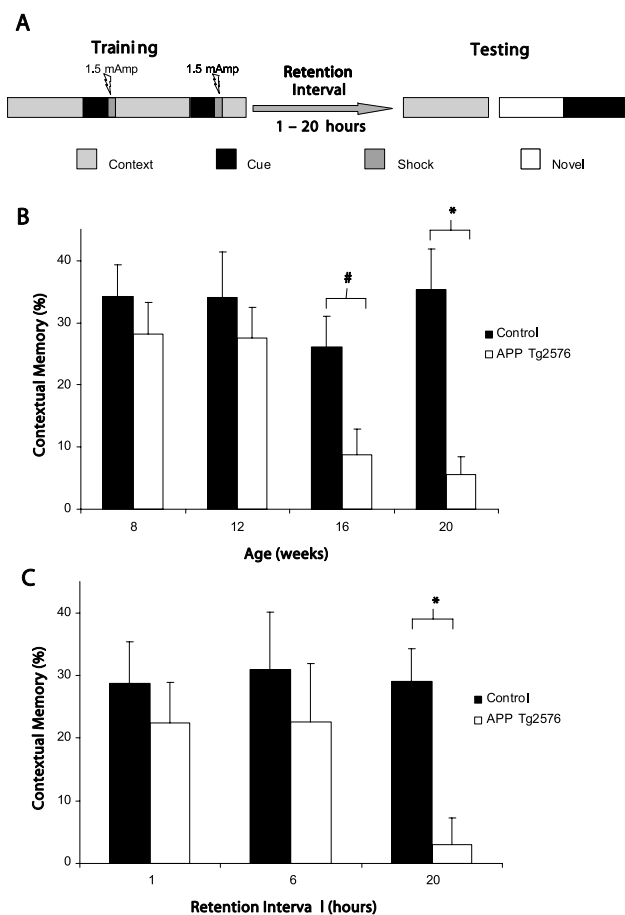 A
Training
Testing
1.5 mAmp
1.5 mAmp
Retention
Interval
1 – 20 hours
Context
Cue
Shock
Novel
B
*
#
40
30
20
10
0
Contextual Memory (%)
Control
APP Tg2576
8
12
16
20
Age (weeks)
C
*
40
30
20
10
0
Contextual Memory (%)
Control
APP Tg2576
1
6
20
Retention Interva l (hours)